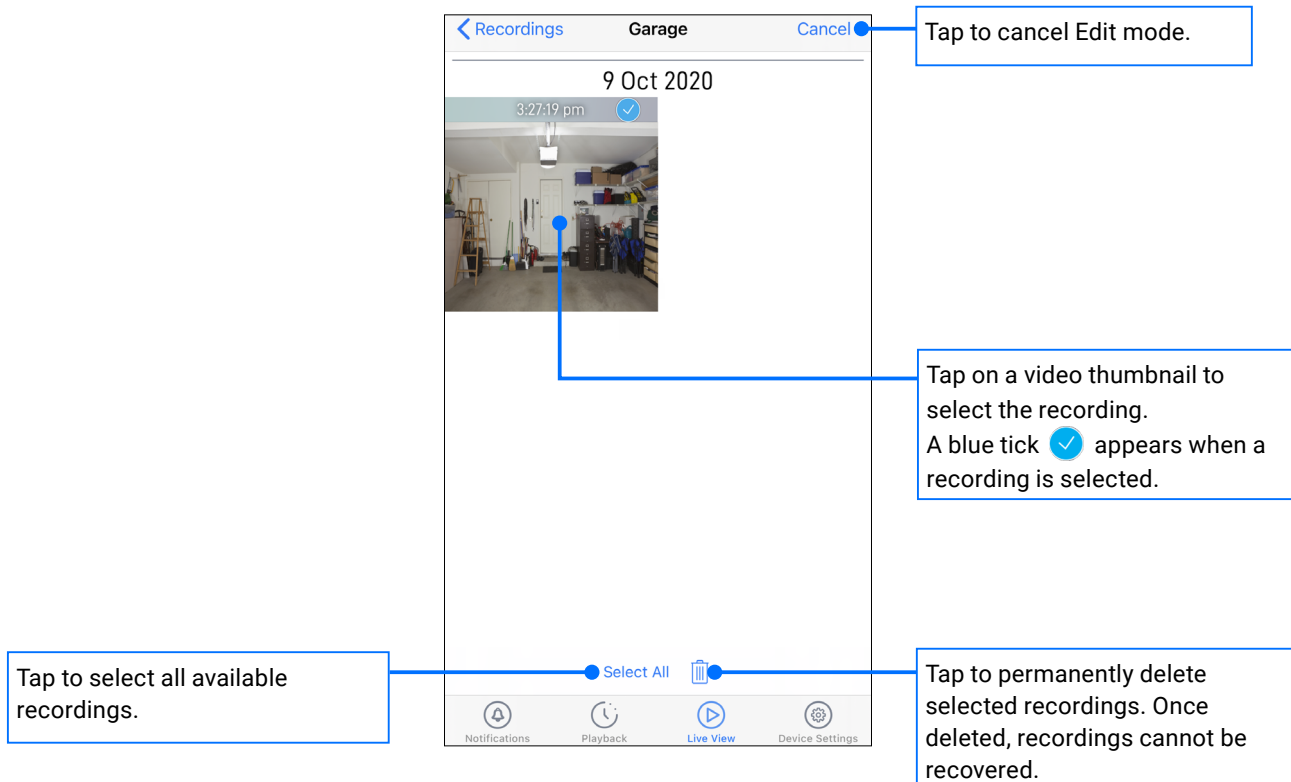 Recordings
Garage
Cancel
Tap to cancel Edit mode.
9 Oct 2020
3:27:19 pm
Tap on a video thumbnail to
select the recording.
A blue tick appears when a
recording is selected.
Tap to select all available
recordings.
Select All
Tap to permanently delete
selected recordings. Once
deleted, recordings cannot be
recovered.
Notifications
Playback
Live View
Device Settings